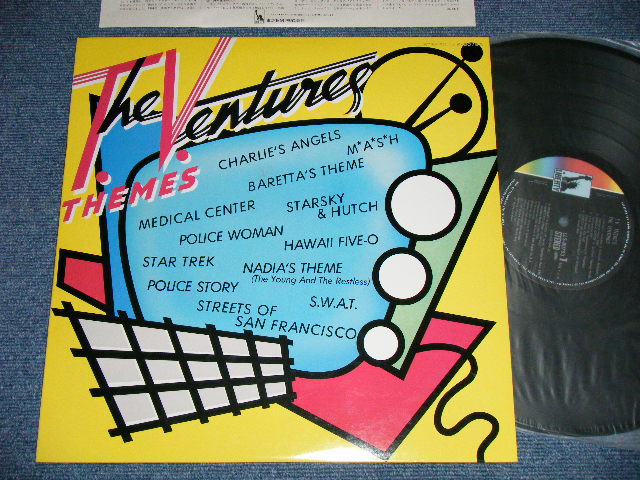 The Ventures
T.V.
THEMES
CHARLIE'S ANGELS
M*A*S*H
BARETTA'S THEME
MEDICAL CENTER
STARSKY
& HUTCH
POLICE WOMAN
HAWAII FIVE-O
STAR TREK
NADIA'S THEME
(The Young And The Restless)
POLICE STORY
S.W.A.T.
STREETS OF
SAN FRANCISCO